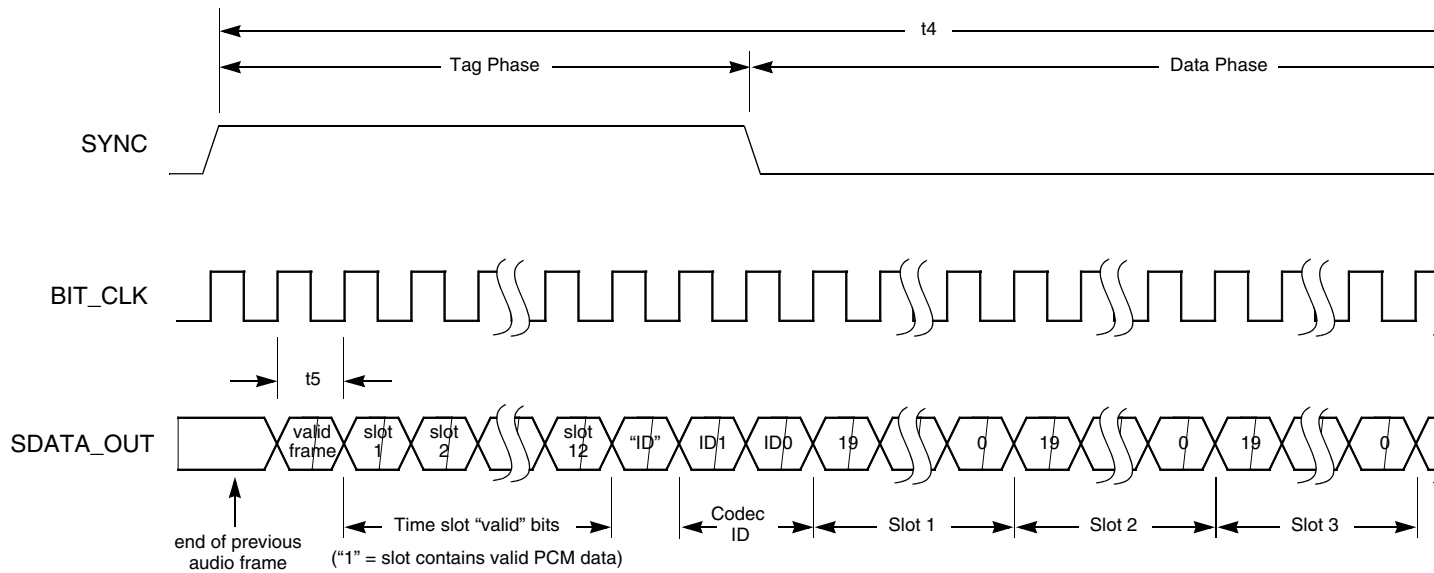 t4
Tag Phase
Data Phase
SYNC
BIT_CLK
t5
SDATA_OUT
valid
frame
slot
1
slot
2
slot
12
“ID”
ID1
ID0
19
0
19
0
19
0
end of previous
audio frame
Time slot “valid” bits
(“1” = slot contains valid PCM data)
Codec
ID
Slot 1
Slot 2
Slot 3